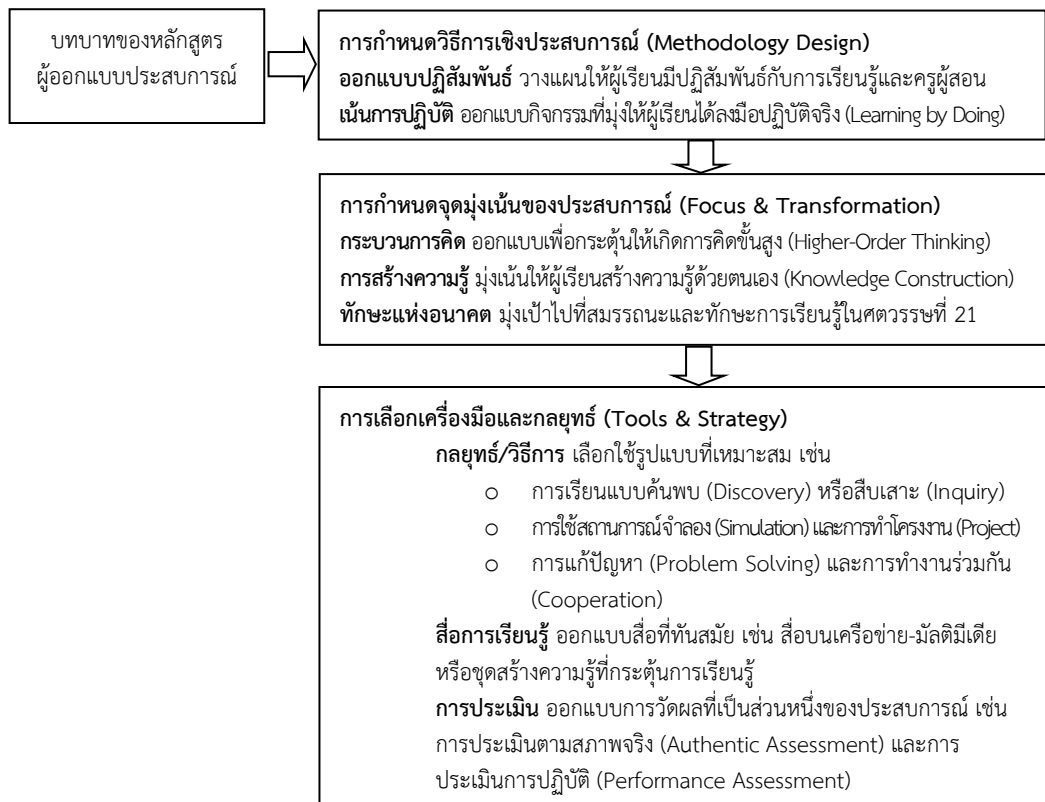 บทบาทของหลักสูตร
ผู้ออกแบบประสบการณ์
การกำหนดวิธีการเชิงประสบการณ์ (Methodology Design)
ออกแบบปฏิสัมพันธ์ วางแผนให้ผู้เรียนมีปฏิสัมพันธ์กับการเรียนรู้และครูผู้สอน
เน้นการปฏิบัติ ออกแบบกิจกรรมที่มุ่งให้ผู้เรียนได้ลงมือปฏิบัติจริง (Learning by Doing)
การกำหนดจุดมุ่งเน้นของประสบการณ์ (Focus & Transformation)
กระบวนการคิด ออกแบบเพื่อกระตุ้นให้เกิดการคิดขั้นสูง (Higher-Order Thinking)
การสร้างความรู้ มุ่งเน้นให้ผู้เรียนสร้างความรู้ด้วยตนเอง (Knowledge Construction)
ทักษะแห่งอนาคต มุ่งเป้าไปที่สมรรถนะและทักษะการเรียนรู้ในศตวรรษที่ 21
การเลือกเครื่องมือและกลยุทธ์ (Tools & Strategy)
กลยุทธ์/วิธีการ เลือกใช้รูปแบบที่เหมาะสม เช่น
o การเรียนแบบค้นพบ (Discovery) หรือสืบเสาะ (Inquiry)
o การใช้สถานการณ์จำลอง (Simulation) และการทำโครงงาน (Project)
o การแก้ปัญหา (Problem Solving) และการทำงานร่วมกัน
(Cooperation)
สื่อการเรียนรู้ ออกแบบสื่อที่ทันสมัย เช่น สื่อบนเครือข่าย-มัลติมีเดีย
หรือชุดสร้างความรู้ที่กระตุ้นการเรียนรู้
การประเมิน ออกแบบการวัดผลที่เป็นส่วนหนึ่งของประสบการณ์ เช่น
การประเมินตามสภาพจริง (Authentic Assessment) และการ
ประเมินการปฏิบัติ (Performance Assessment)